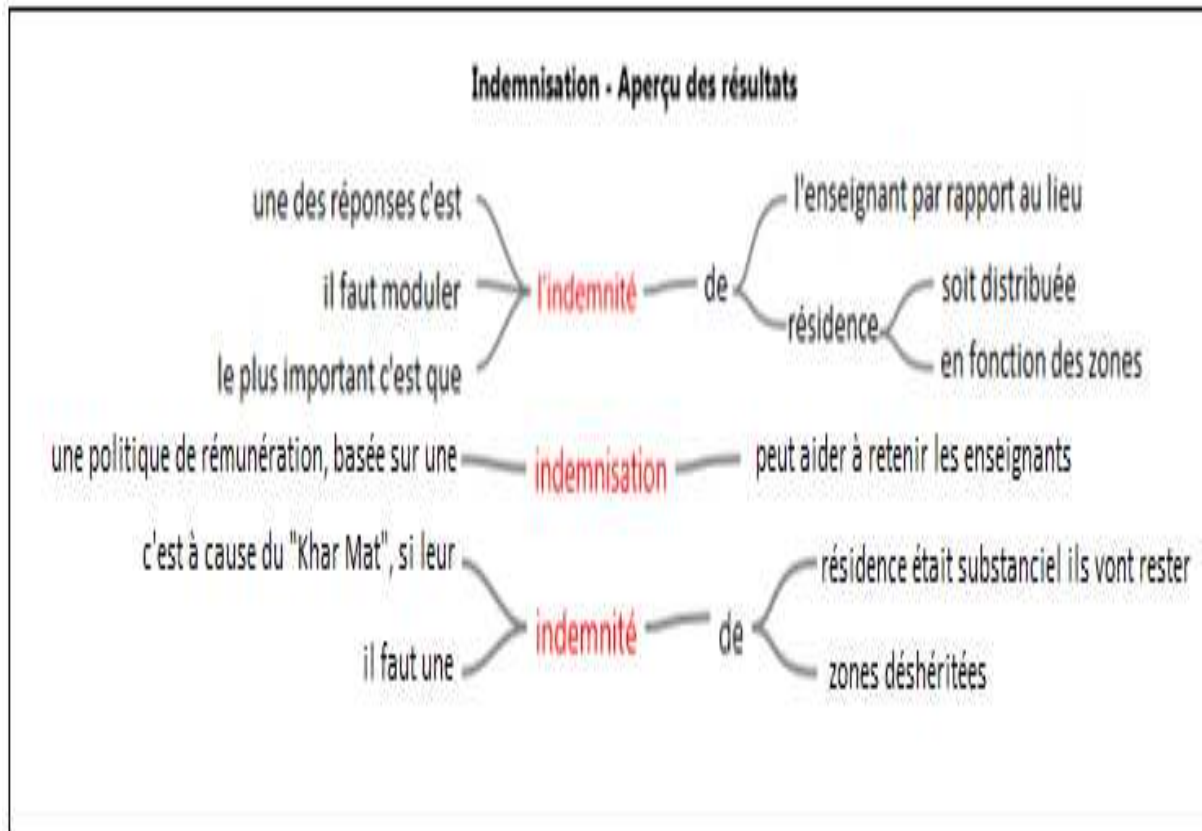 Indemnisation - Aperçu des résultats
une des réponses c'est
il faut moduler
le plus important c'est que
l'indemnité
de
l'enseignant par rapport au lieu
résidence
soit distribuée
en fonction des zones
une politique de rémunération, basée sur une
indemnisation
peut aider à retenir les enseignants
c'est à cause du "Khar Mat", si leur
il faut une
indemnité
de
résidence était substanciel ils vont rester
zones déshéritées